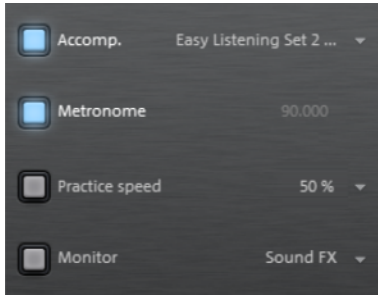 Accomp. Easy Listening Set 2 ...
Metronome 90.000
Practice speed 50 %
Monitor Sound FX